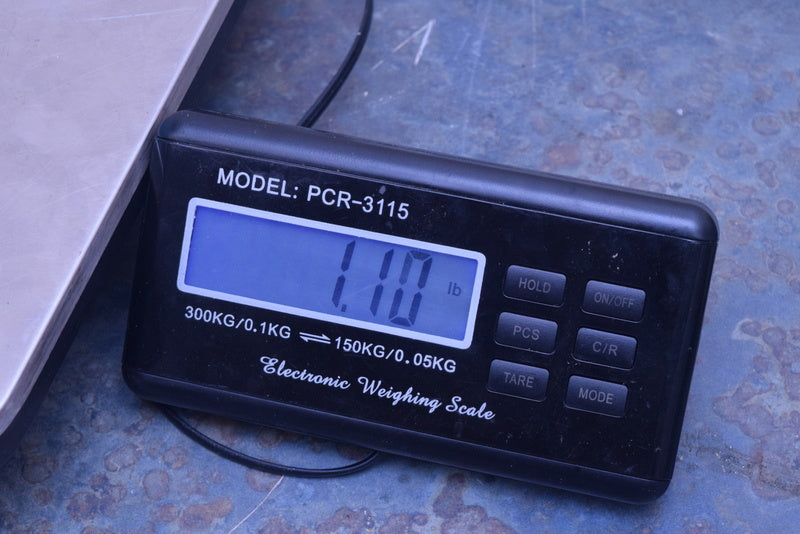 MODEL: PCR-3115
1.10 lb
300KG/0.1KG ⇌ 150KG/0.05KG
Electronic Weighing Scale
HOLD
ON/OFF
PCS
C/R
TARE
MODE